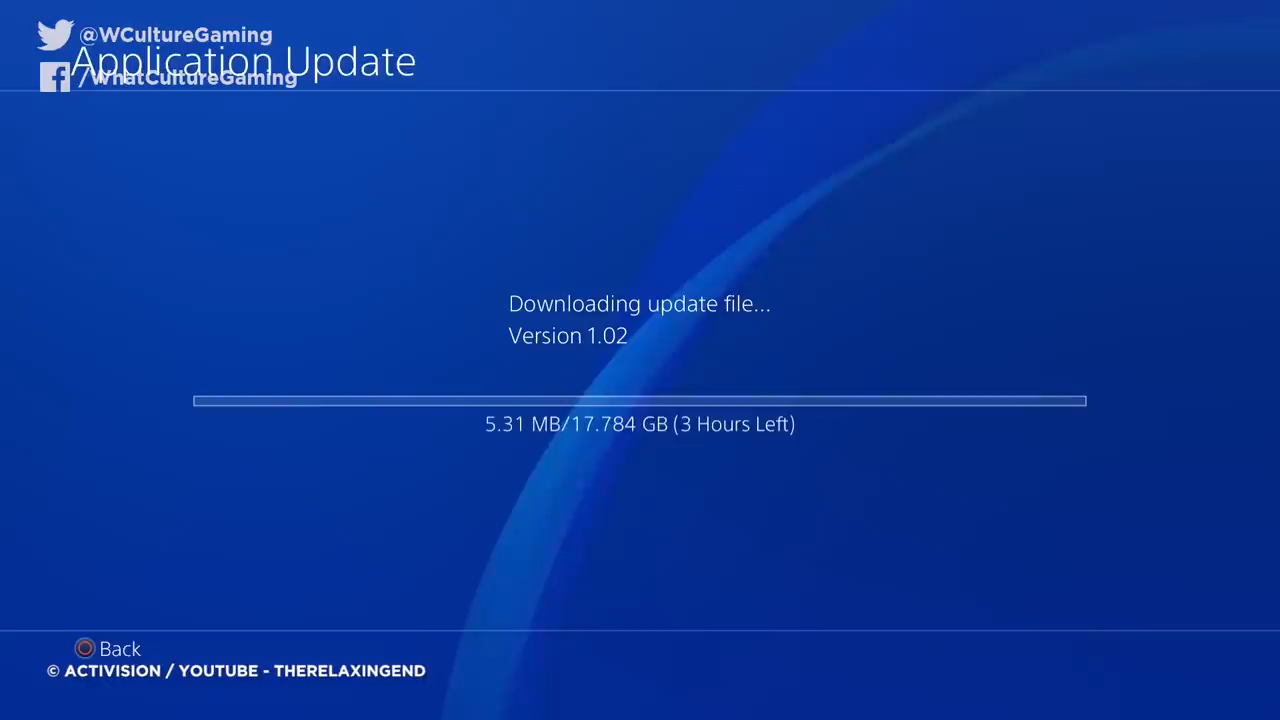 @WCultureGaming
Application Update
/WhatCultureGaming
Downloading update file...
Version 1.02
5.31 MB/17.784 GB (3 Hours Left)
Back
© ACTIVISION / YOUTUBE - THERELAXINGEND